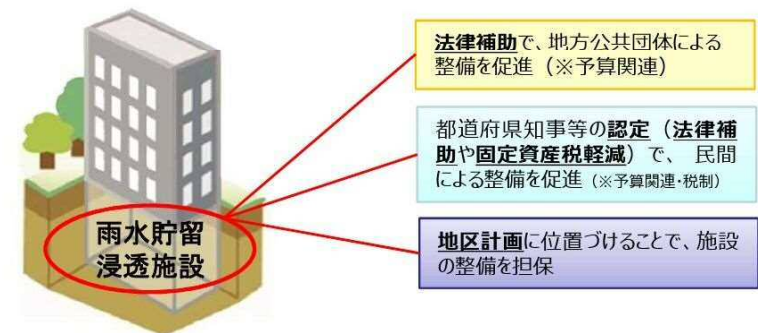 法律補助で、地方公共団体による
整備を促進（※予算関連）
都道府県知事等の認定（法律補
助や固定資産税軽減）で、 民間
による整備を促進（※予算関連・税制）
雨水貯留
浸透施設
地区計画に位置づけることで、施設
の整備を担保